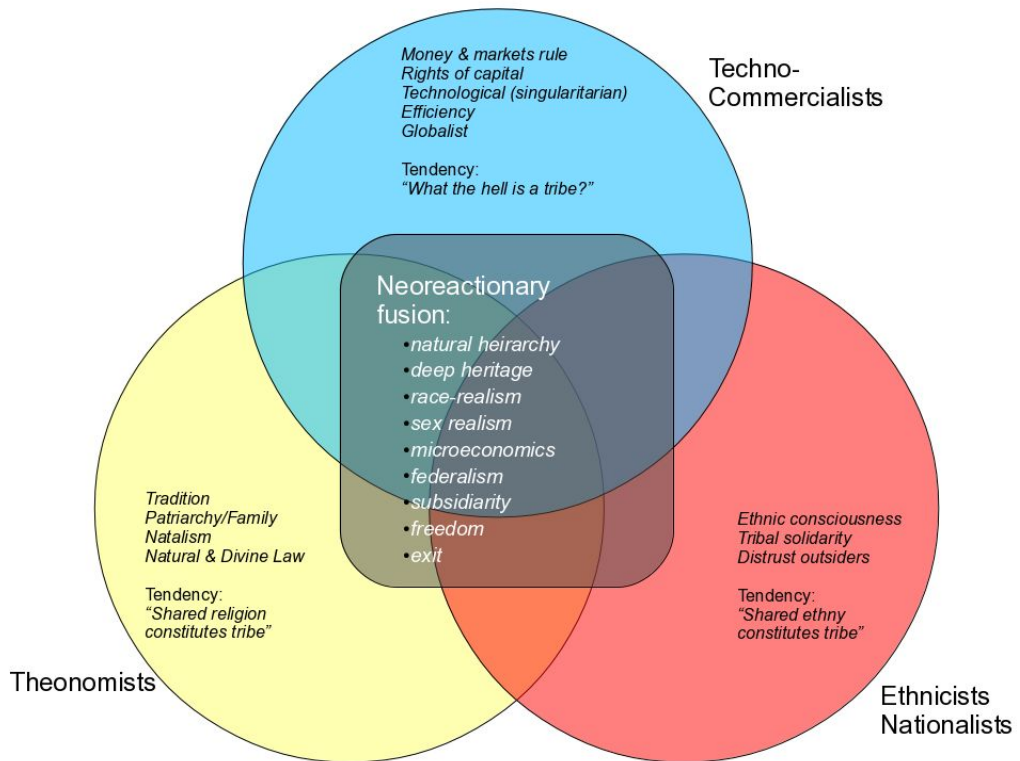 Money & markets rule
Rights of capital
Technological (singularitarian)
Efficiency
Globalist
Tendency:
“What the hell is a tribe?”
Techno-
Commercialists
Neoreactionary
fusion:
•natural heirarchy
•deep heritage
•race-realism
•sex realism
•microeconomics
•federalism
•subsidiarity
•freedom
•exit
Tradition
Patriarchy/Family
Natalism
Natural & Divine Law
Tendency:
“Shared religion
constitutes tribe”
Theonomists
Ethnic consciousness
Tribal solidarity
Distrust outsiders
Tendency:
“Shared ethny
constitutes tribe”
Ethnicists
Nationalists